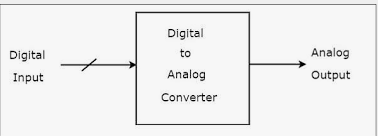 Digital
Input
Digital
to
Analog
Converter
Analog
Output